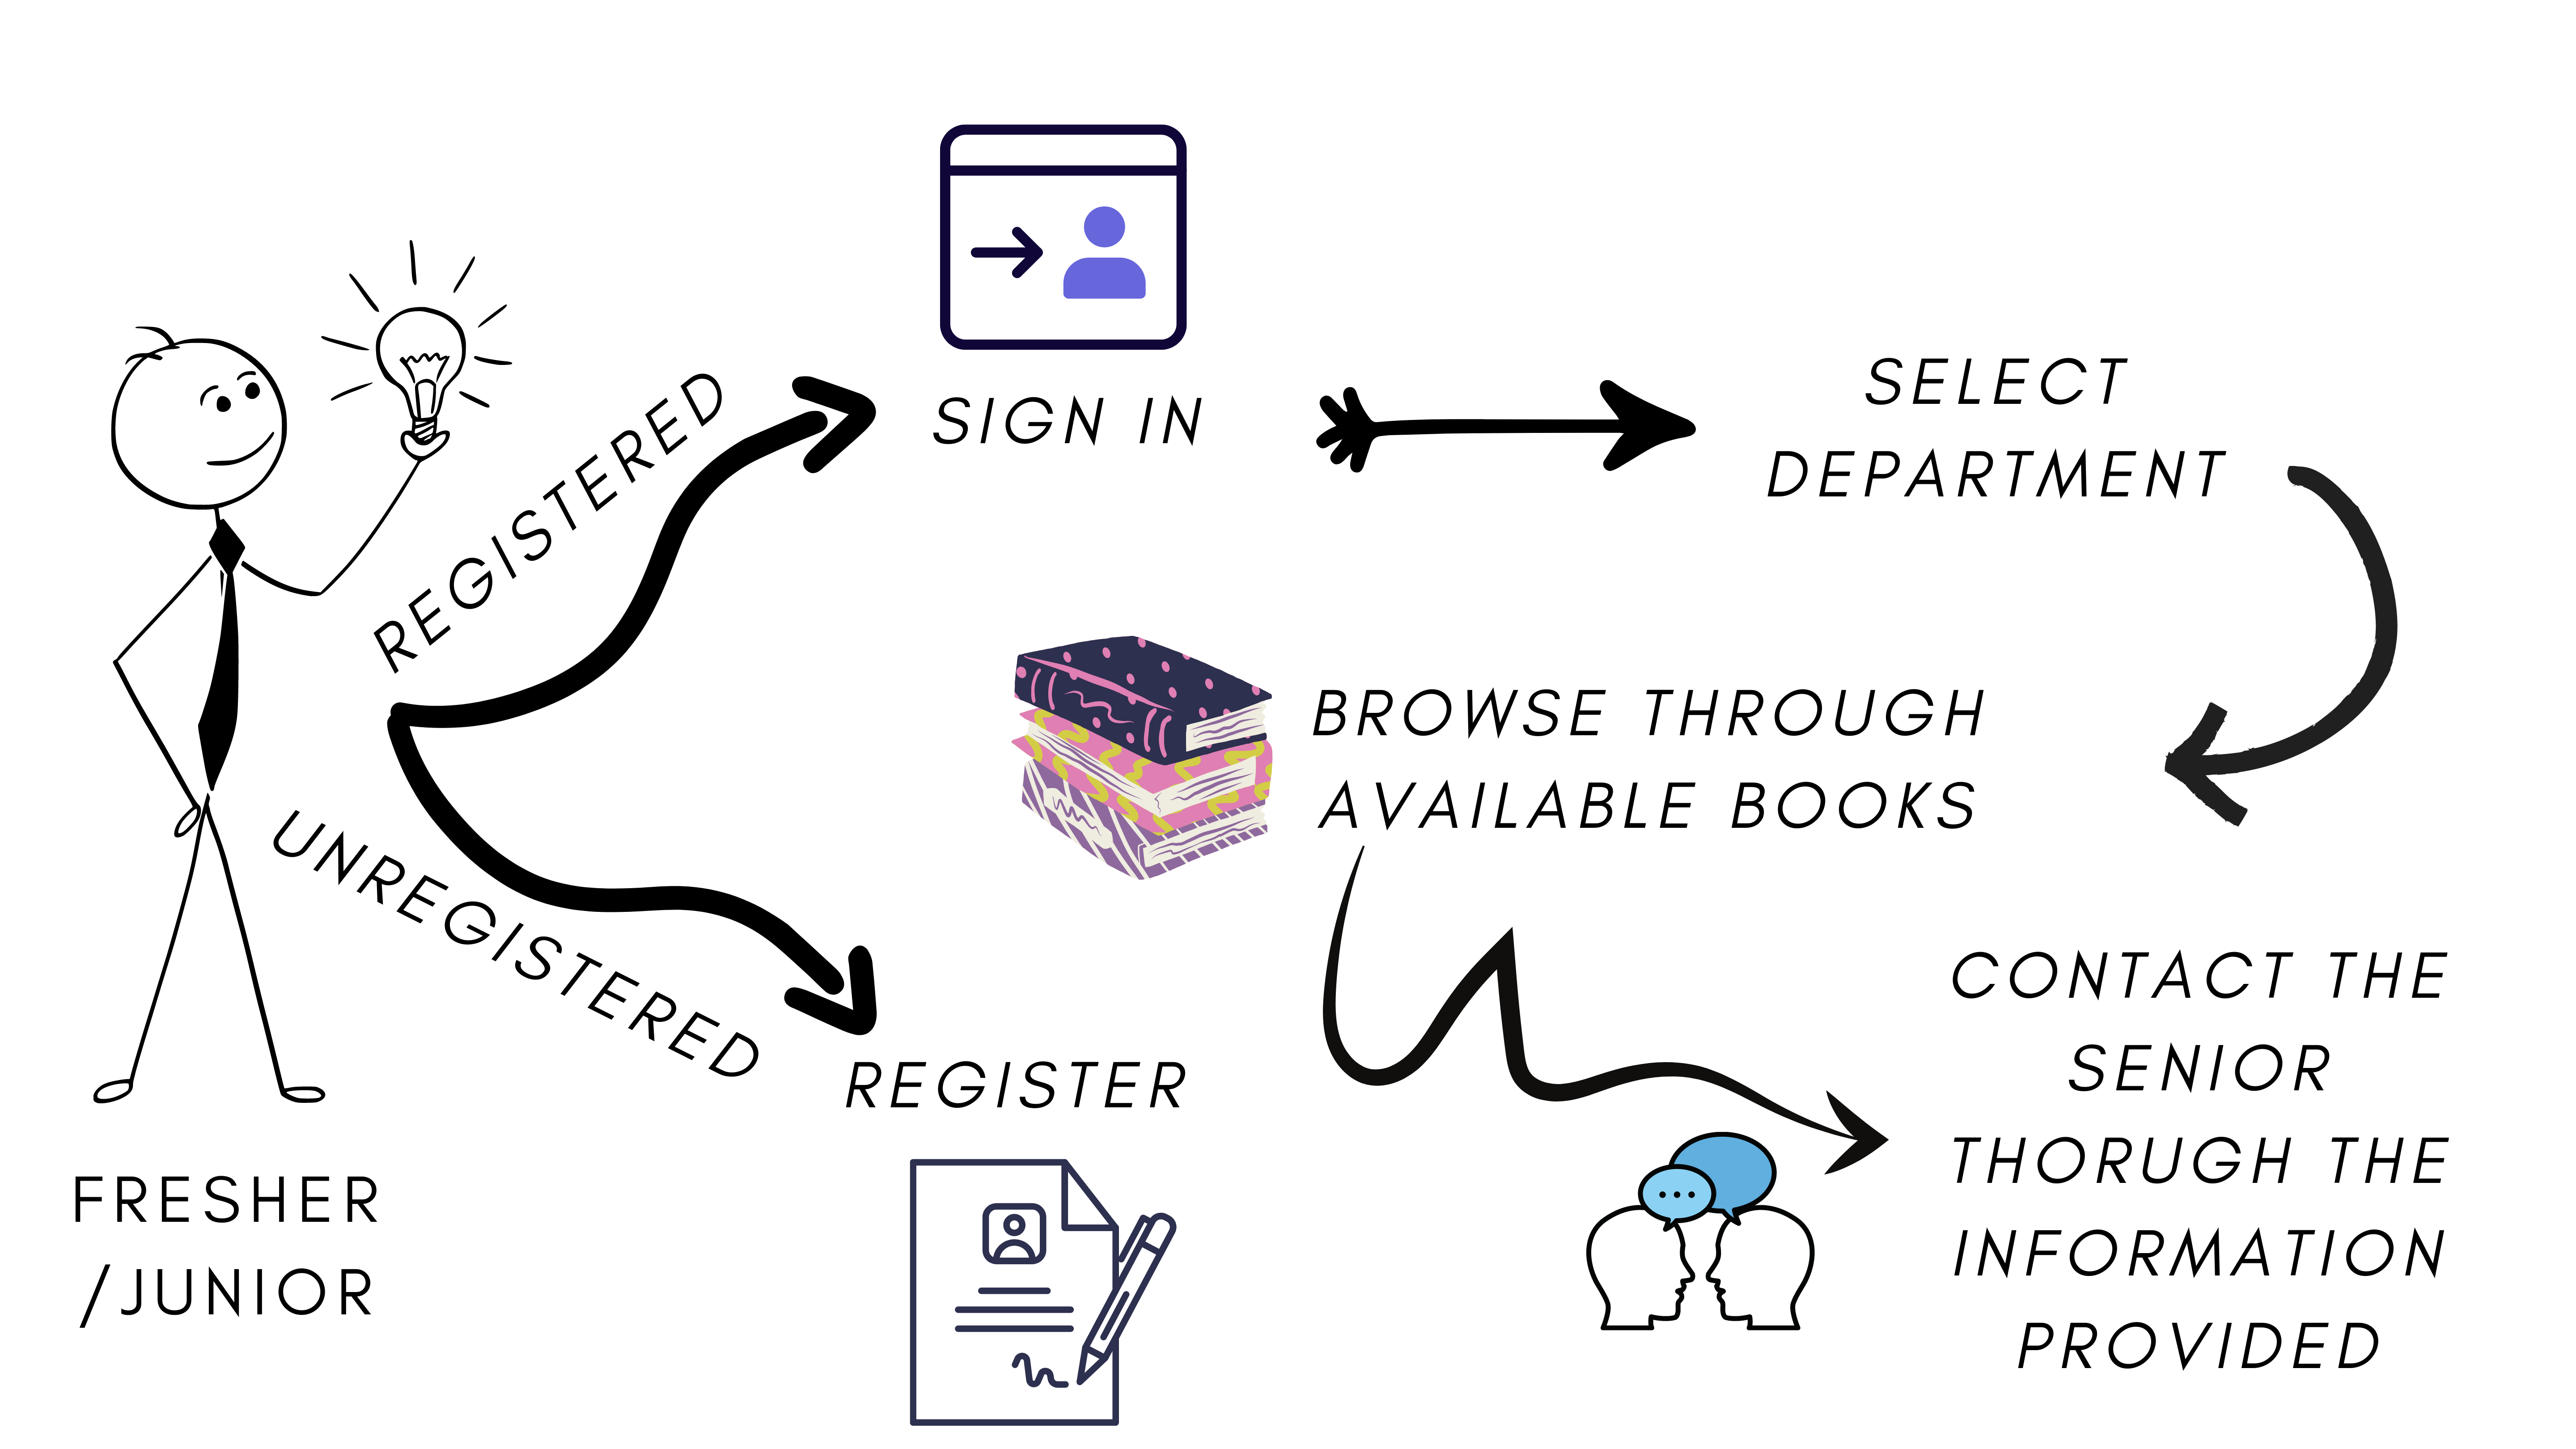 REGISTERED
SIGN IN
SELECT
DEPARTMENT
BROWSE THROUGH
AVAILABLE BOOKS
UNREGISTERED
REGISTER
CONTACT THE
SENIOR
THORUGH THE
INFORMATION
PROVIDED
FRESHER
/JUNIOR